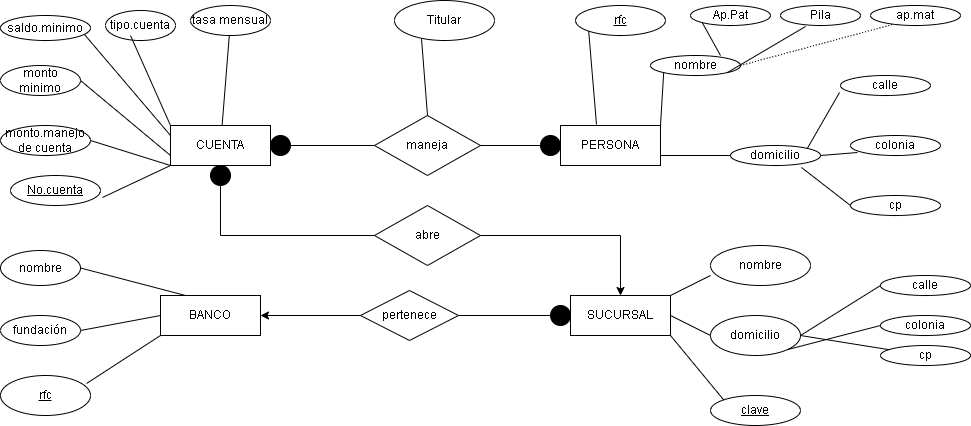 saldo.minimo
tipo.cuenta
tasa mensual
Titular
rfc
Ap.Pat
Pila
ap.mat
nombre
monto
minimo
calle
monto.manejo
de cuenta
CUENTA
maneja
PERSONA
domicilio
colonia
No.cuenta
cp
abre
nombre
nombre
calle
BANCO
pertenece
SUCURSAL
fundación
domicilio
colonia
cp
rfc
clave